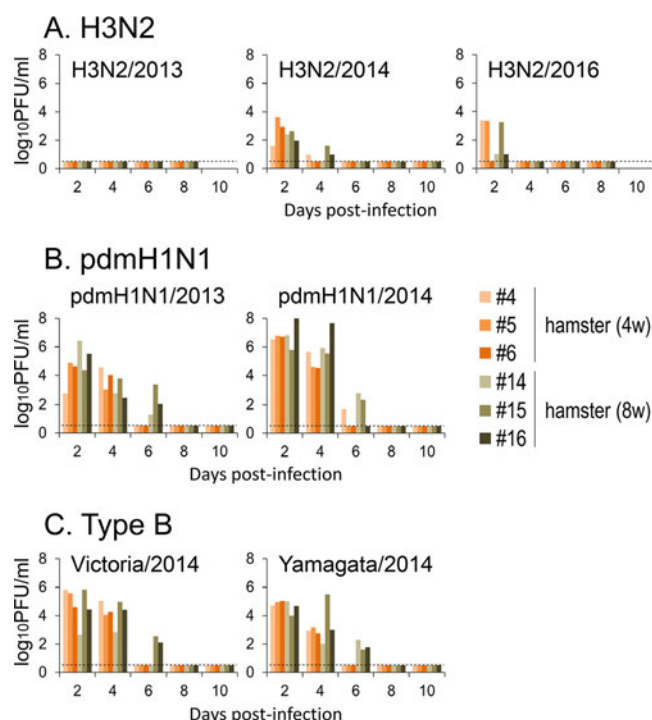 A. H3N2
H3N2/2013 H3N2/2014 H3N2/2016
log10PFU/ml
8
6
4
2
0
8
6
4
2
0
8
6
4
2
0
2 4 6 8 10 2 4 6 8 10 2 4 6 8 10
Days post-infection
B. pdmH1N1
pdmH1N1/2013 pdmH1N1/2014
log10PFU/ml
8
6
4
2
0
8
6
4
2
0
2 4 6 8 10 2 4 6 8 10
Days post-infection
#4
#5
#6
hamster (4w)
#14
#15
#16
hamster (8w)
C. Type B
Victoria/2014 Yamagata/2014
log10PFU/ml
8
6
4
2
0
8
6
4
2
0
2 4 6 8 10 2 4 6 8 10
Days post-infection